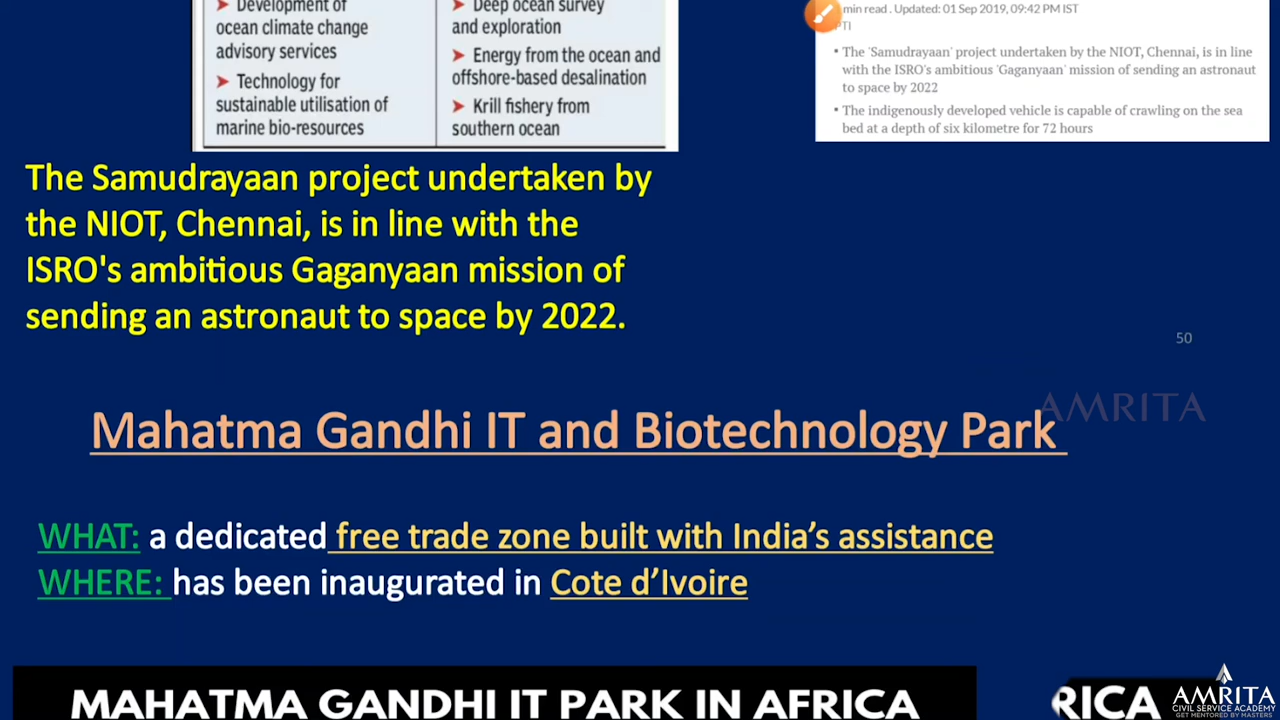 ➤ Development of
ocean climate change
advisory services
➤ Technology for
sustainable utilisation of
marine bio-resources
➤ Deep ocean survey
and exploration
➤ Energy from the ocean and
offshore-based desalination
➤ Krill fishery from
southern ocean
min read . Updated: 01 Sep 2019, 09:42 PM IST
PTI
▪ The 'Samudrayaan' project undertaken by the NIOT, Chennai, is in line
with the ISRO's ambitious 'Gaganyaan' mission of sending an astronaut
to space by 2022
▪ The indigenously developed vehicle is capable of crawling on the sea
bed at a depth of six kilometre for 72 hours
The Samudrayaan project undertaken by
the NIOT, Chennai, is in line with the
ISRO's ambitious Gaganyaan mission of
sending an astronaut to space by 2022.
50
AMRITA
Mahatma Gandhi IT and Biotechnology Park
WHAT: a dedicated free trade zone built with India’s assistance
WHERE: has been inaugurated in Cote d’Ivoire
MAHATMA GANDHI IT PARK IN AFRICA
RICA
AMRITA
CIVIL SERVICE ACADEMY
GET MENTORED BY MASTERS